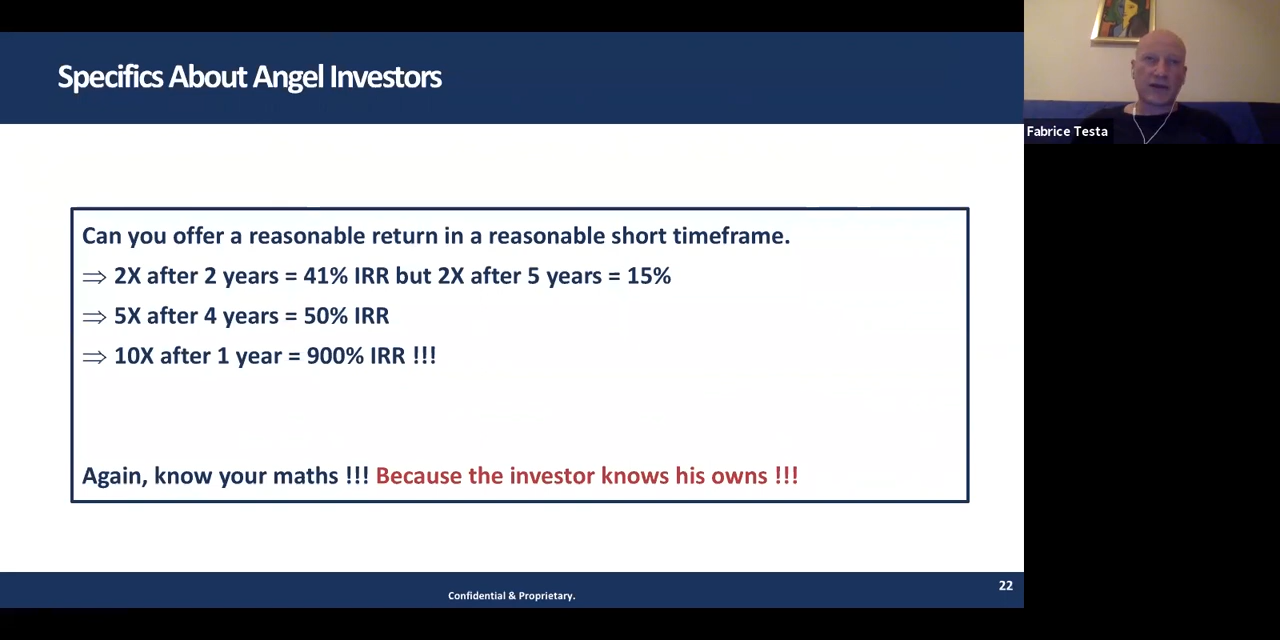 Specifics About Angel Investors
Fabrice Testa
Can you offer a reasonable return in a reasonable short timeframe.
⇒ 2X after 2 years = 41% IRR but 2X after 5 years = 15%
⇒ 5X after 4 years = 50% IRR
⇒ 10X after 1 year = 900% IRR !!!
Again, know your maths !!! Because the investor knows his owns !!!
Confidential & Proprietary.
22